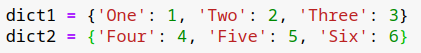 dict1 = {'One': 1, 'Two': 2, 'Three': 3}
dict2 = {'Four': 4, 'Five': 5, 'Six': 6}